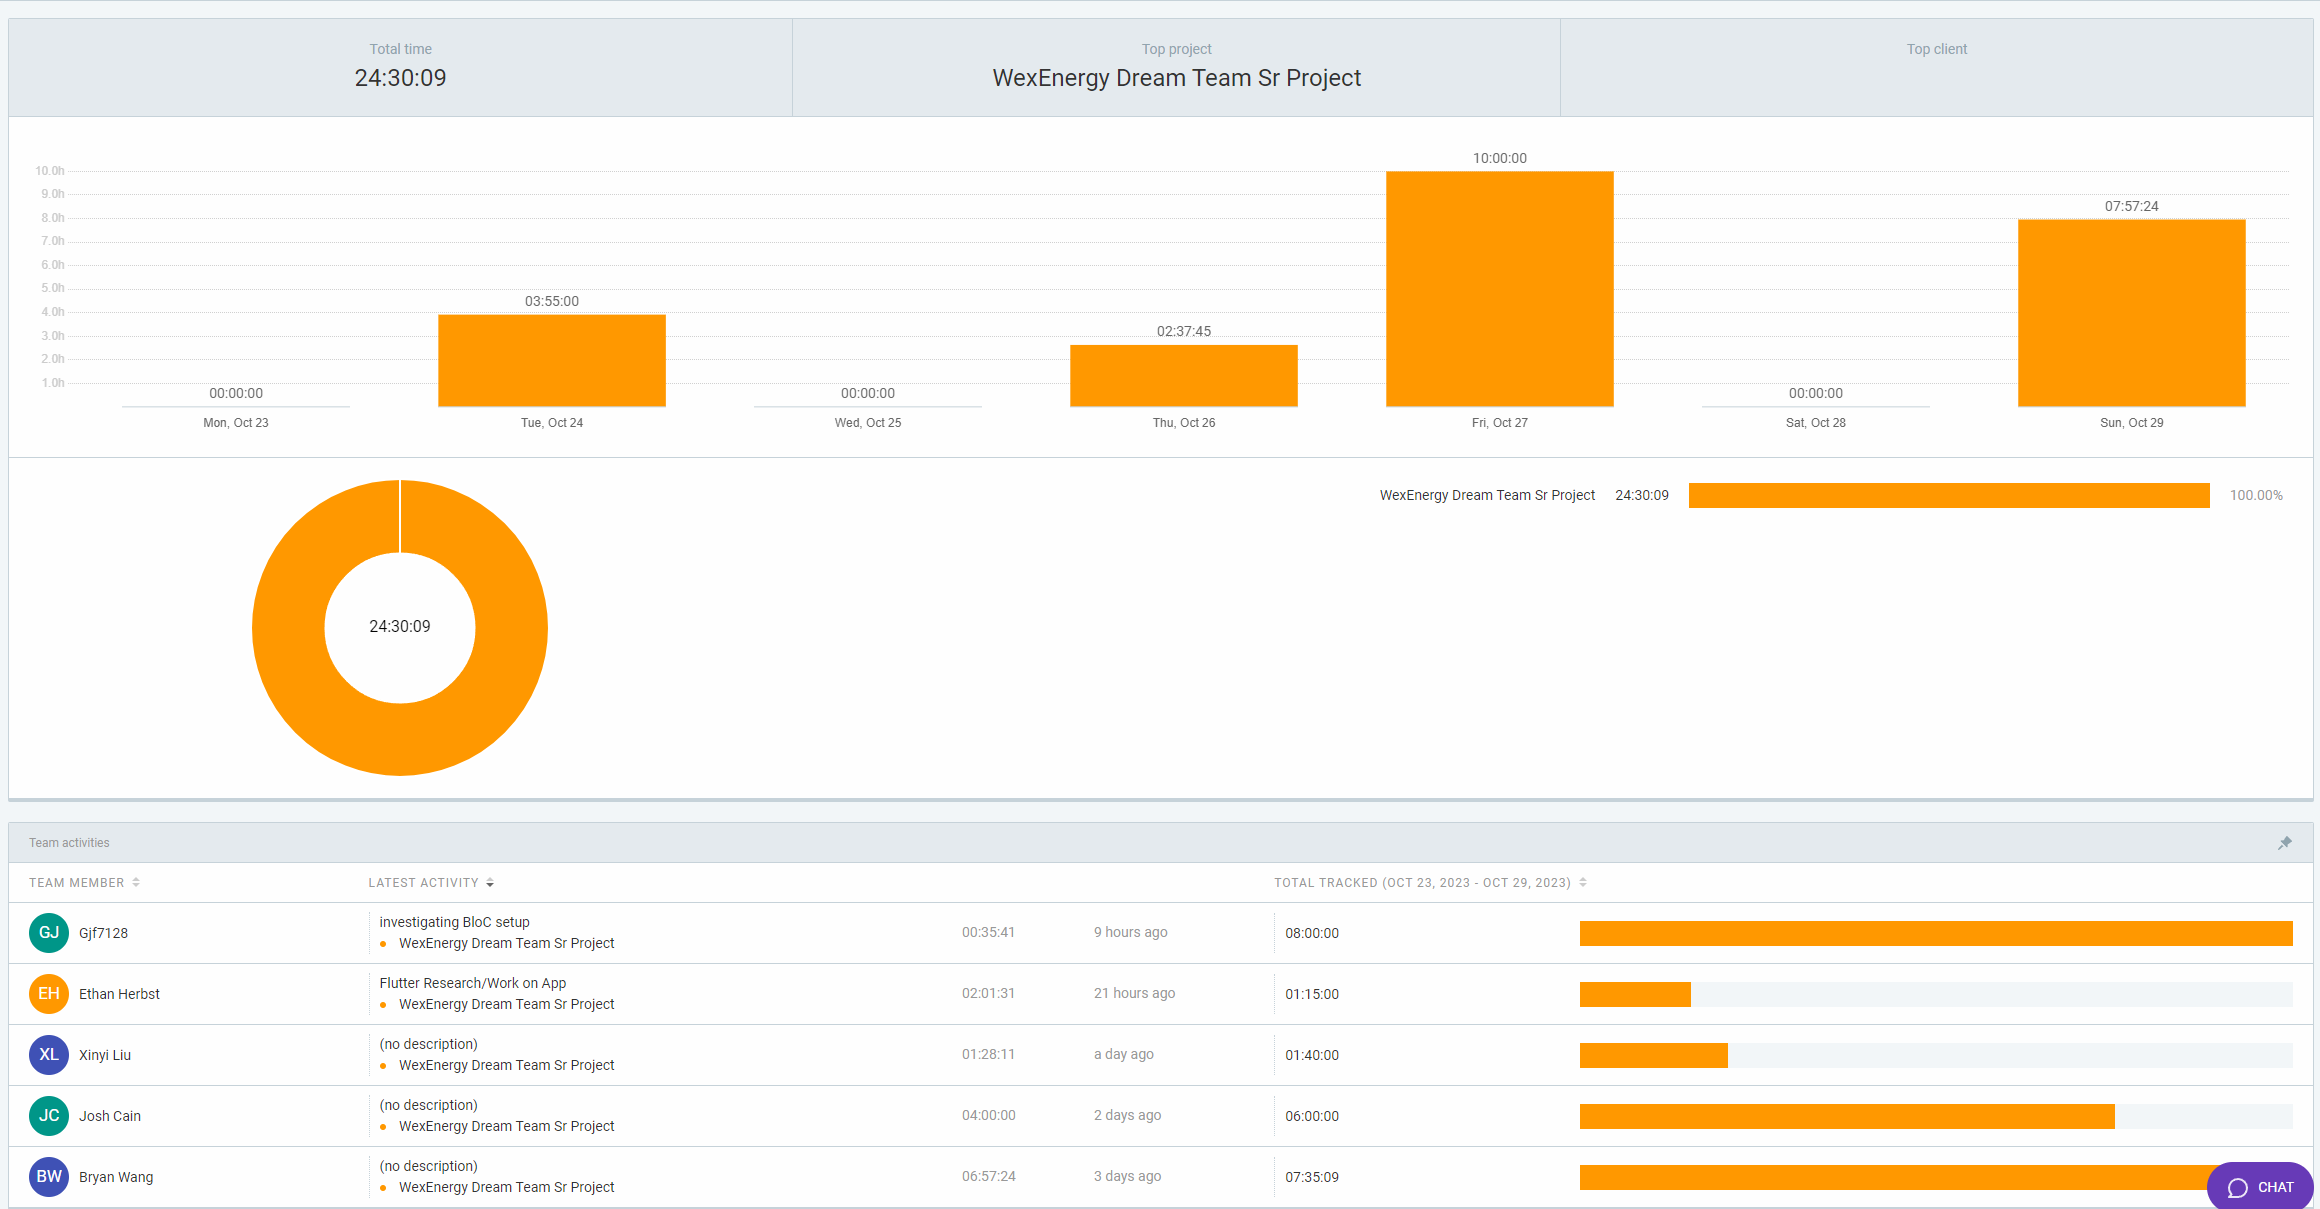 Total time
24:30:09
Top project
WexEnergy Dream Team Sr Project
Top client
10:00:00
10.0h
9.0h
07:57:24
8.0h
7.0h
6.0h
5.0h
03:55:00
4.0h
02:37:45
3.0h
2.0h
1.0h
00:00:00
00:00:00
00:00:00
Mon, Oct 23
Tue, Oct 24
Wed, Oct 25
Thu, Oct 26
Fri, Oct 27
Sat, Oct 28
Sun, Oct 29
24:30:09
WexEnergy Dream Team Sr Project 24:30:09 100.00%
Team activities
TEAM MEMBER LATEST ACTIVITY TOTAL TRACKED (OCT 23, 2023 - OCT 29, 2023)
GJ Gjf7128
investigating BloC setup
WexEnergy Dream Team Sr Project
00:35:41 9 hours ago 08:00:00
EH Ethan Herbst
Flutter Research/Work on App
WexEnergy Dream Team Sr Project
02:01:31 21 hours ago 01:15:00
XL Xinyi Liu
(no description)
WexEnergy Dream Team Sr Project
01:28:11 a day ago 01:40:00
JC Josh Cain
(no description)
WexEnergy Dream Team Sr Project
04:00:00 2 days ago 06:00:00
BW Bryan Wang
(no description)
WexEnergy Dream Team Sr Project
06:57:24 3 days ago 07:35:09
CHAT